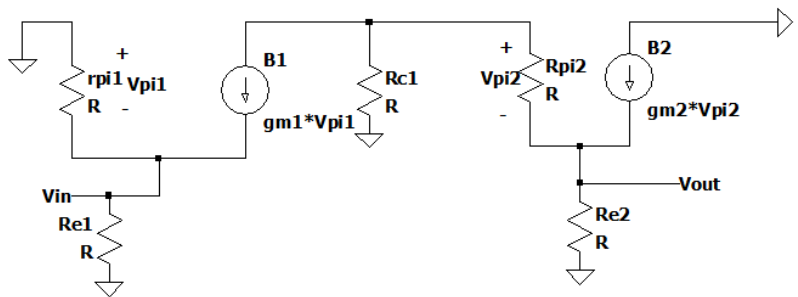 +
rpi1
Vpi1
R
-
B1
gm1*Vpi1
Rc1
R
+
Vpi2
-
Rpi2
R
B2
gm2*Vpi2
Vin
Re1
R
Vout
Re2
R